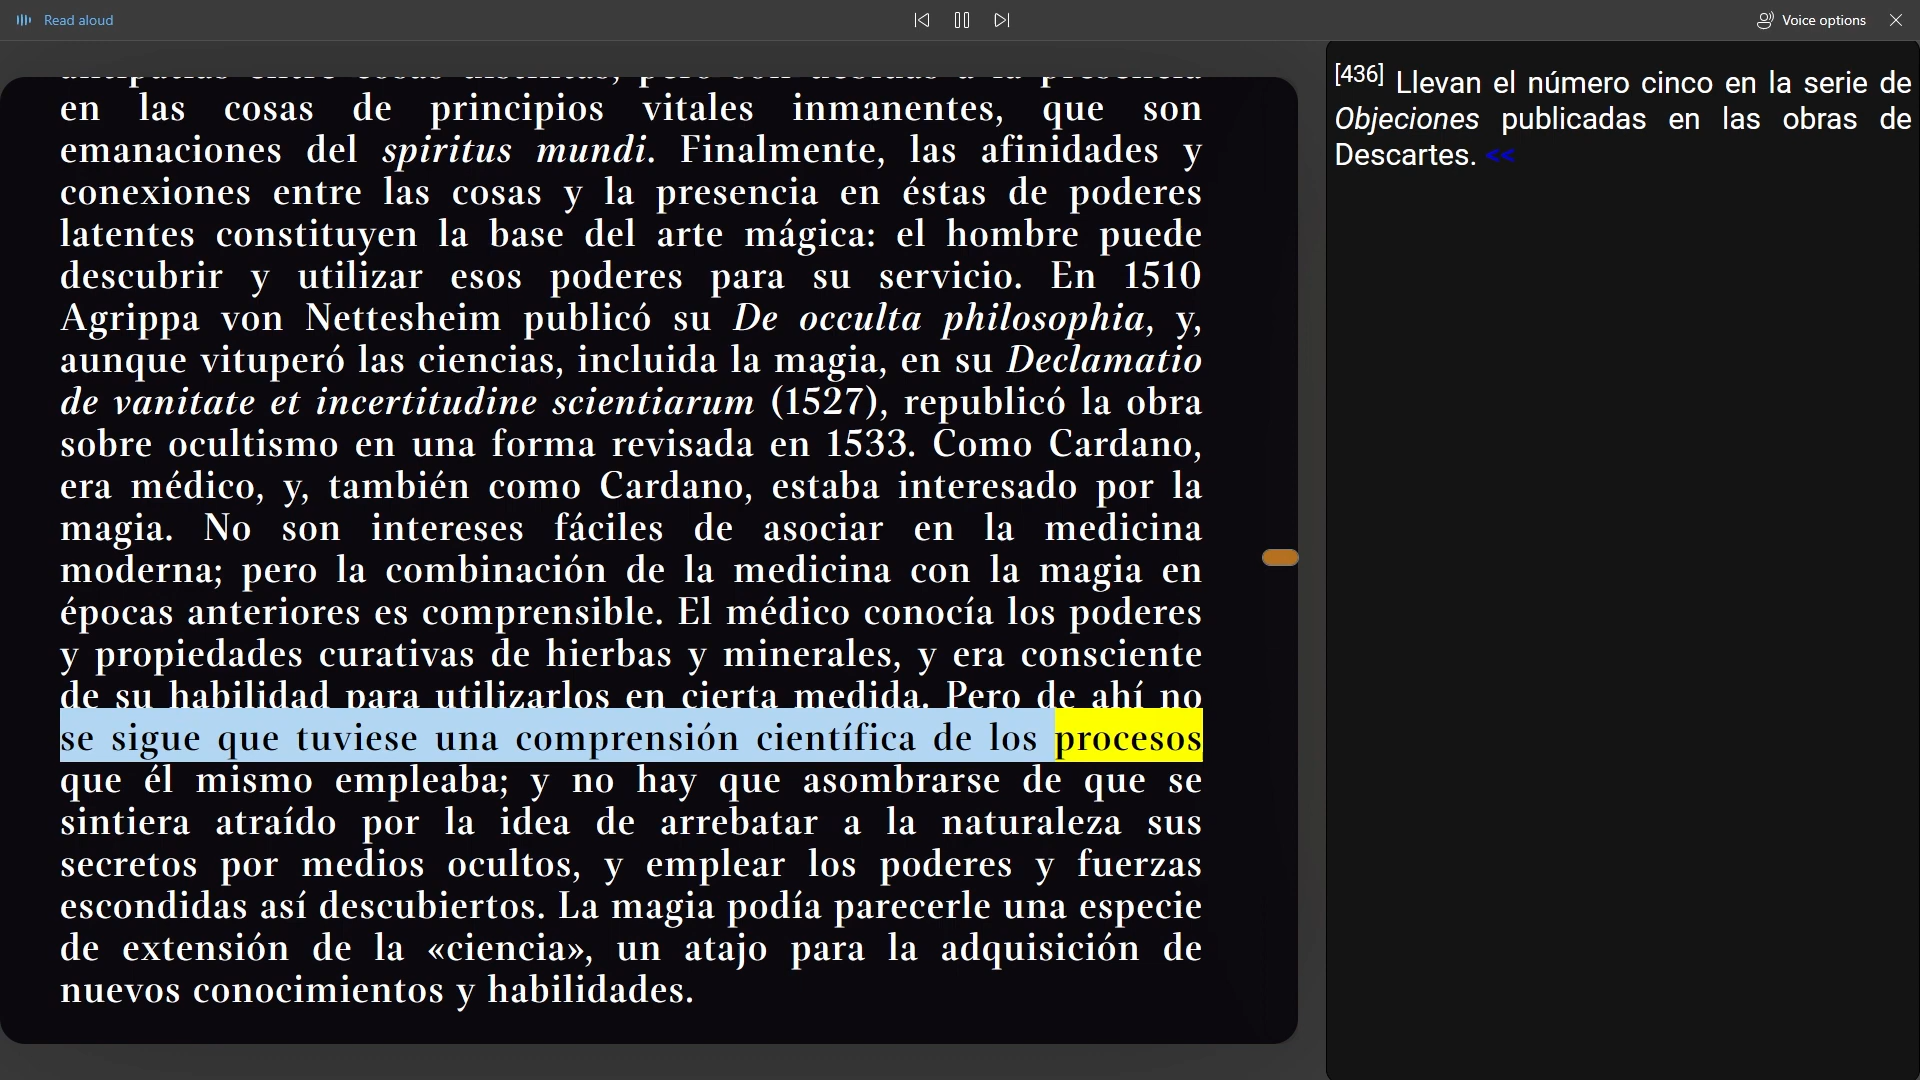 Read aloud
Voice options
en las cosas de principios vitales inmanentes, que son
emanaciones del spiritus mundi. Finalmente, las afinidades y
conexiones entre las cosas y la presencia en éstas de poderes
latentes constituyen la base del arte mágica: el hombre puede
descubrir y utilizar esos poderes para su servicio. En 1510
Agrippa von Nettesheim publicó su De occulta philosophia, y,
aunque vituperó las ciencias, incluida la magia, en su Declamatio
de vanitate et incertitudine scientiarum (1527), republicó la obra
sobre ocultismo en una forma revisada en 1533. Como Cardano,
era médico, y, también como Cardano, estaba interesado por la
magia. No son intereses fáciles de asociar en la medicina
moderna; pero la combinación de la medicina con la magia en
épocas anteriores es comprensible. El médico conocía los poderes
y propiedades curativas de hierbas y minerales, y era consciente
de su habilidad para utilizarlos en cierta medida. Pero de ahí no
se sigue que tuviese una comprensión científica de los procesos
que él mismo empleaba; y no hay que asombrarse de que se
sintiera atraído por la idea de arrebatar a la naturaleza sus
secretos por medios ocultos, y emplear los poderes y fuerzas
escondidas así descubiertos. La magia podía parecerle una especie
de extensión de la «ciencia», un atajo para la adquisición de
nuevos conocimientos y habilidades.
[436] Llevan el número cinco en la serie de
Objeciones publicadas en las obras de
Descartes. <<